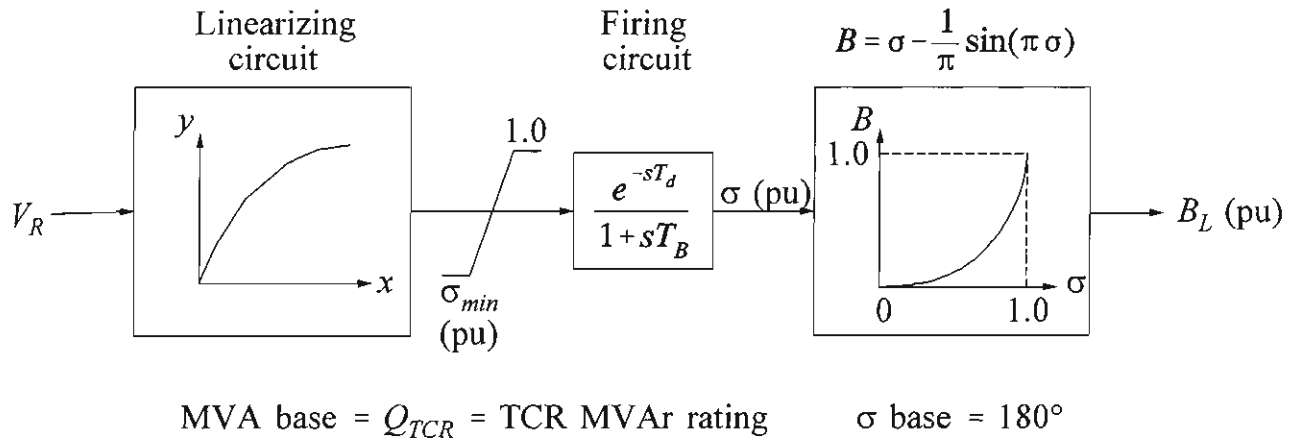 Linearizing
circuit
Firing
circuit
B = σ - 1/π sin(π σ)
y
x
V_R
1.0
σ_min
(pu)
e^{-sT_d}
1 + sT_B
σ (pu)
B
1.0
0
1.0
σ
B_L (pu)
MVA base = Q_TCR = TCR MVAr rating
σ base = 180°